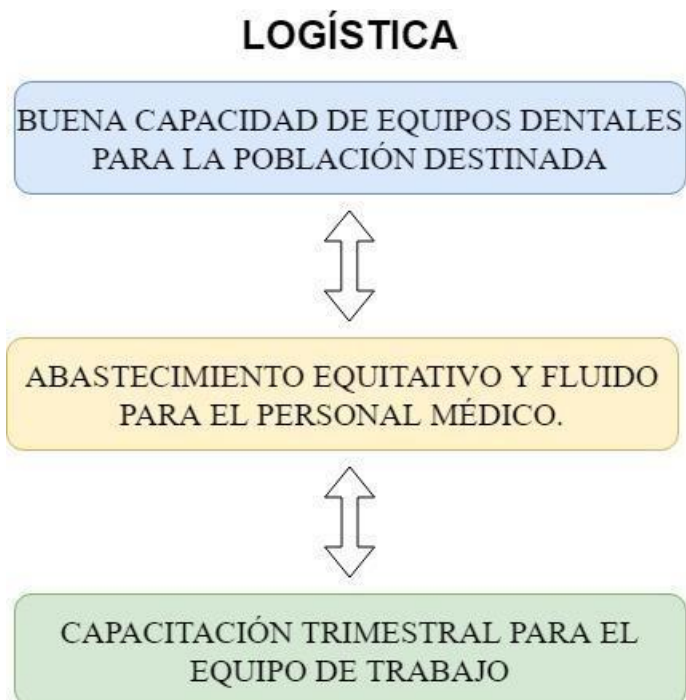 LOGÍSTICA
BUENA CAPACIDAD DE EQUIPOS DENTALES
PARA LA POBLACIÓN DESTINADA
ABASTECIMIENTO EQUITATIVO Y FLUIDO
PARA EL PERSONAL MÉDICO.
CAPACITACIÓN TRIMESTRAL PARA EL
EQUIPO DE TRABAJO